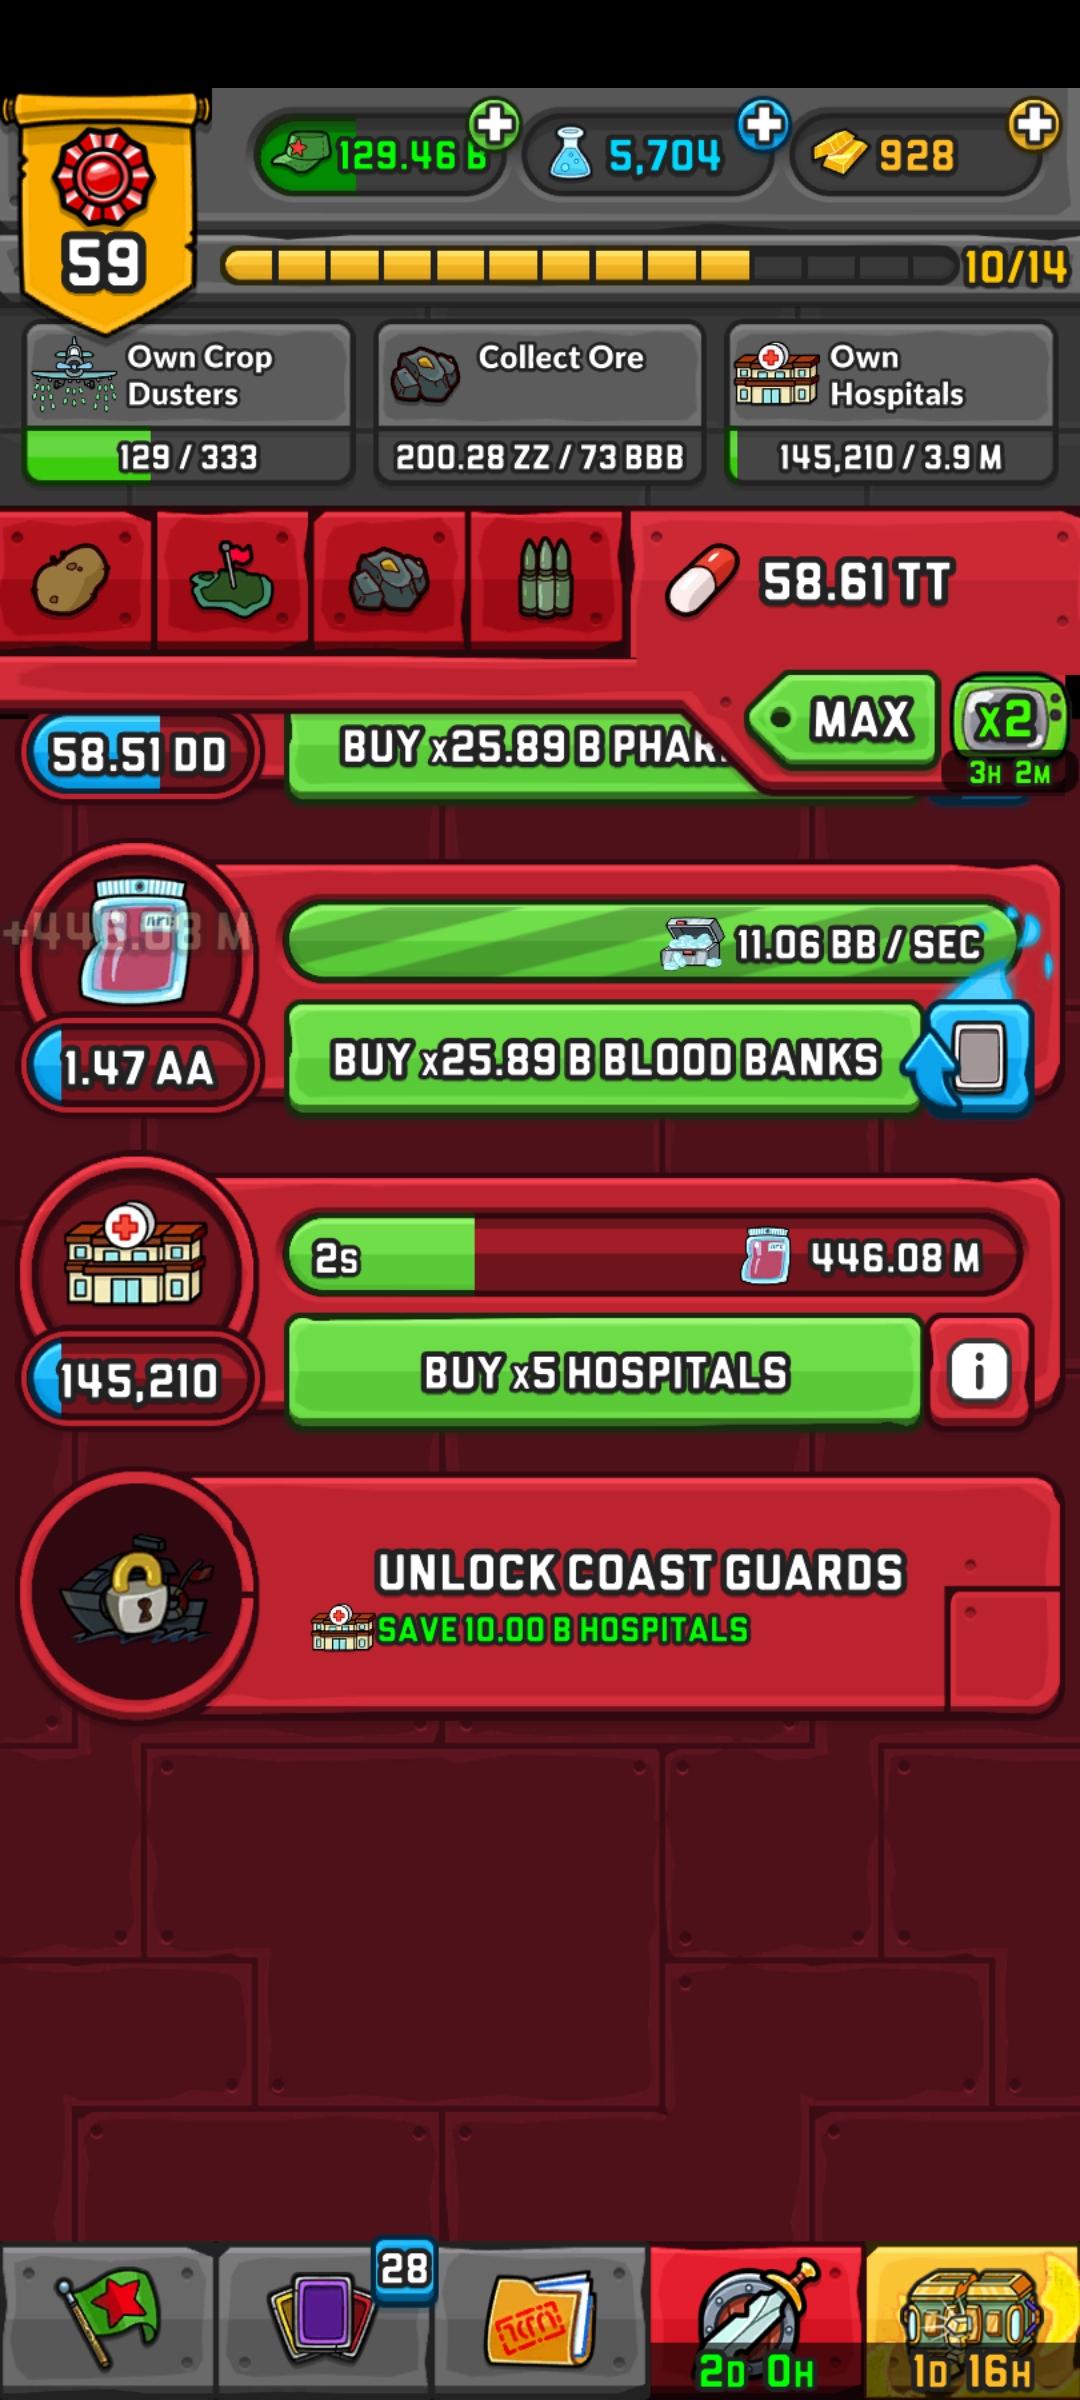 129.46 B
5,704
928
59
10/14
Own Crop
Dusters
129 / 333
Collect Ore
200.28 ZZ / 73 BBB
Own
Hospitals
145,210 / 3.9 M
58.61 TT
MAX
x2
3H 2M
58.51 DD
BUY x25.89 B PHAR
+446.08 M
11.06 BB / SEC
1.47 AA
BUY x25.89 B BLOOD BANKS
2s
446.08 M
145,210
BUY x5 HOSPITALS
i
UNLOCK COAST GUARDS
SAVE 10.00 B HOSPITALS
28
2D 0H
1D 16H